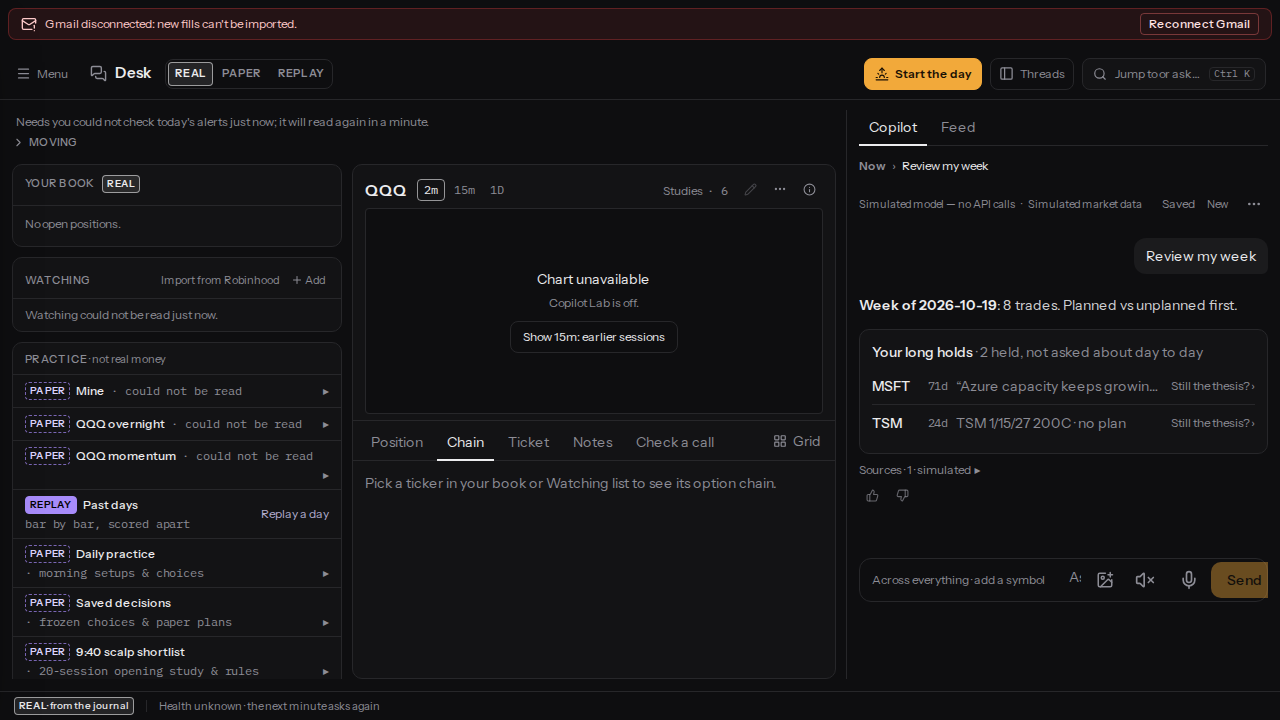 Gmail disconnected: new fills can't be imported.
Reconnect Gmail
Menu
Desk
REAL PAPER REPLAY
Start the day
Threads
Jump to or ask... Ctrl K
Needs you could not check today's alerts just now; it will read again in a minute.
MOVING
YOUR BOOK REAL
No open positions.
WATCHING Import from Robinhood + Add
Watching could not be read just now.
PRACTICE · not real money
PAPER Mine · could not be read
PAPER QQQ overnight · could not be read
PAPER QQQ momentum · could not be read
REPLAY Past days
bar by bar, scored apart
Replay a day
PAPER Daily practice
· morning setups & choices
PAPER Saved decisions
· frozen choices & paper plans
PAPER 9:40 scalp shortlist
· 20-session opening study & rules
QQQ 2m 15m 1D
Studies · 6
Chart unavailable
Copilot Lab is off.
Show 15m: earlier sessions
Position Chain Ticket Notes Check a call Grid
Pick a ticker in your book or Watching list to see its option chain.
Copilot Feed
Now › Review my week
Simulated model — no API calls · Simulated market data Saved New
Review my week
Week of 2026-10-19: 8 trades. Planned vs unplanned first.
Your long holds · 2 held, not asked about day to day
MSFT 71d “Azure capacity keeps growin... Still the thesis? ›
TSM 24d TSM 1/15/27 200C · no plan Still the thesis? ›
Sources · 1 · simulated ▸
Across everything · add a symbol
Send
REAL · from the journal
Health unknown · the next minute asks again